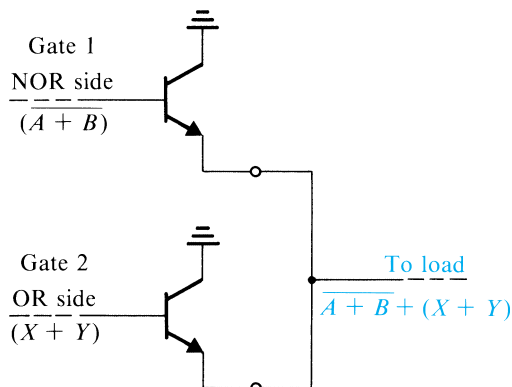 Gate 1
NOR side
(A̅ ̅+̅ ̅B̅)
Gate 2
OR side
(X + Y)
To load
A̅ ̅+̅ ̅B̅ + (X + Y)